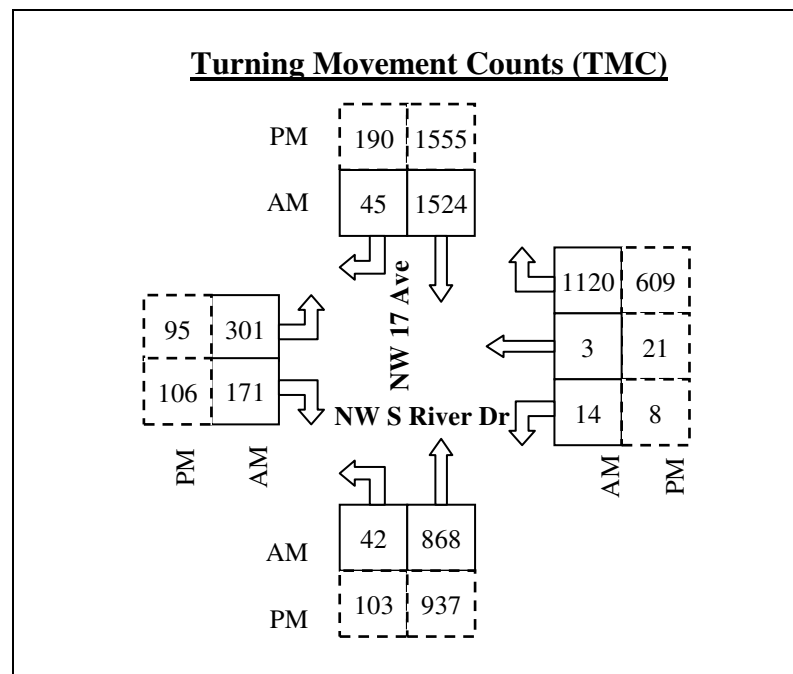 Turning Movement Counts (TMC)
PM 190 1555
AM 45 1524
NW 17 Ave
1120 609
95 301
3 21
106 171
NW S River Dr
14 8
PM AM
AM PM
AM 42 868
PM 103 937